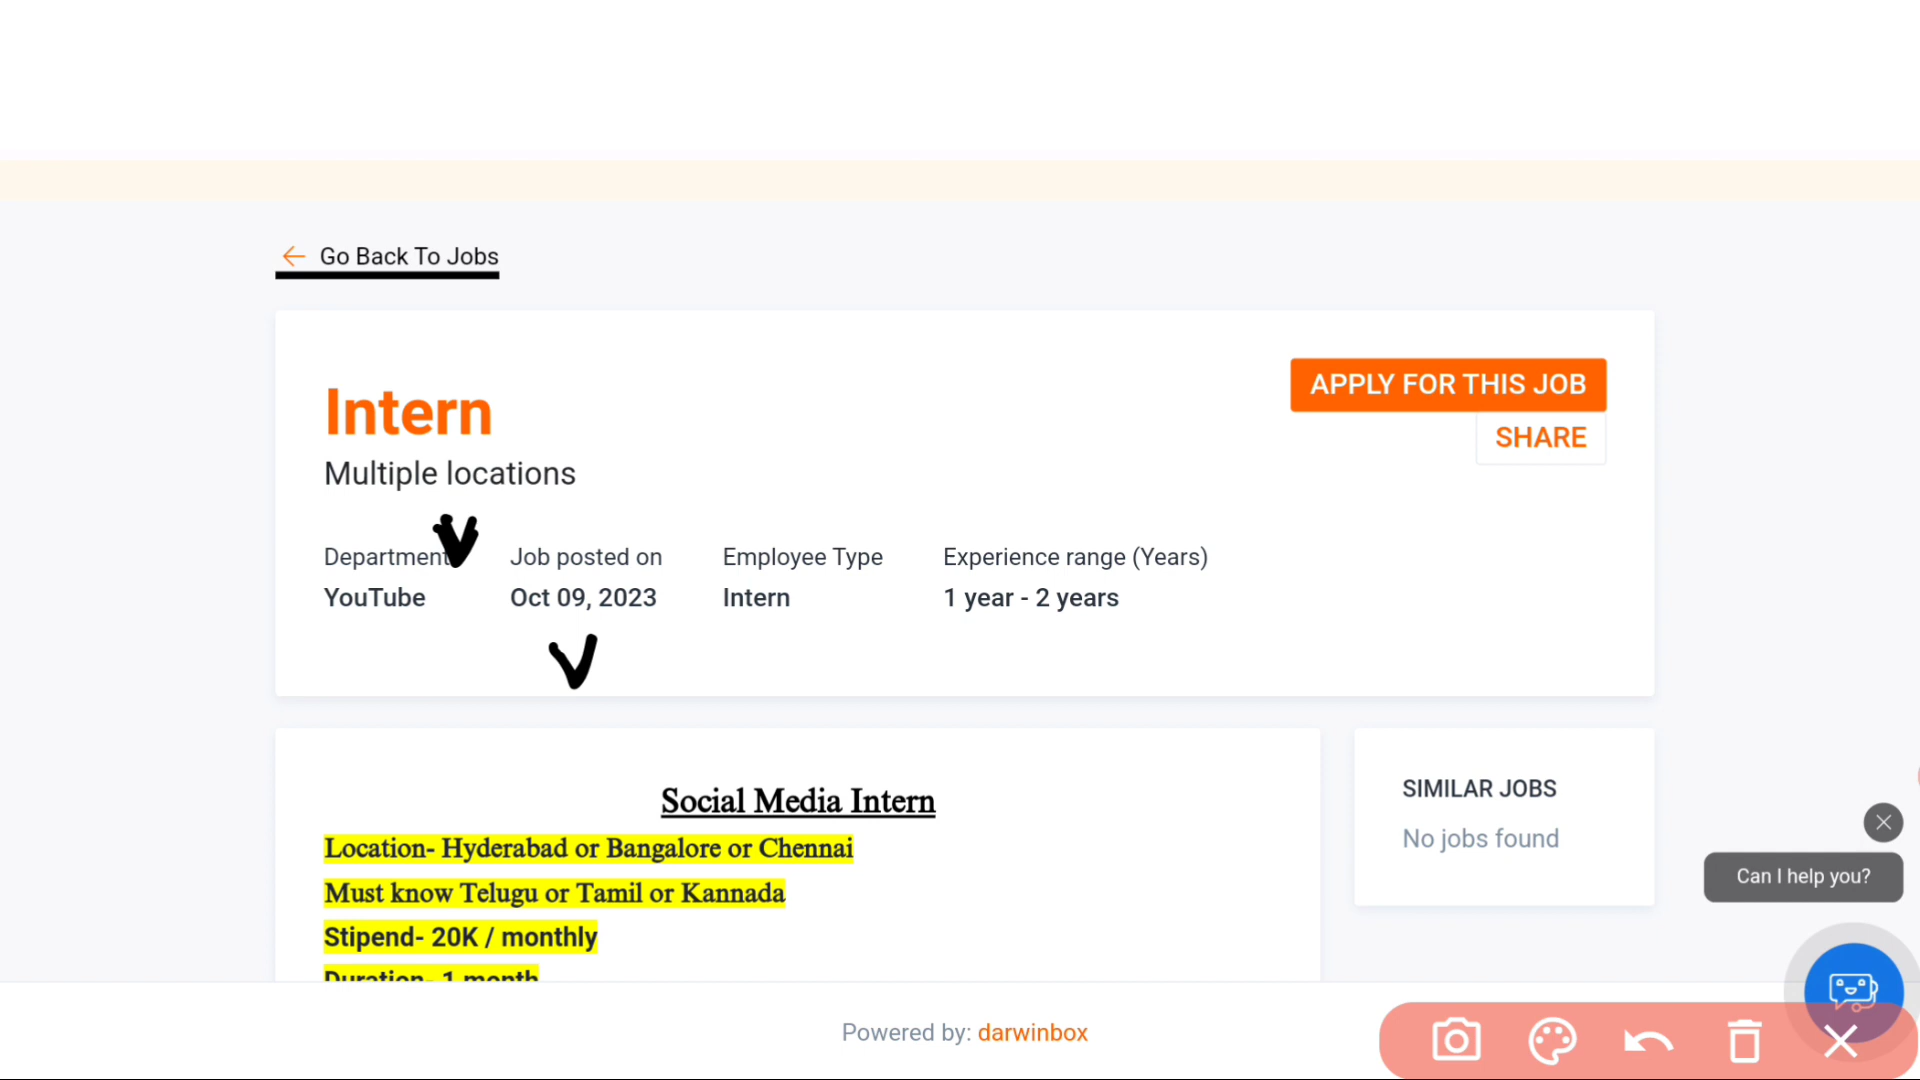 Go Back To Jobs
Intern
Multiple locations
APPLY FOR THIS JOB
SHARE
Department Job posted on Employee Type Experience range (Years)
YouTube Oct 09, 2023 Intern 1 year - 2 years
Social Media Intern
Location- Hyderabad or Bangalore or Chennai
Must know Telugu or Tamil or Kannada
Stipend- 20K / monthly
Duration- 1 month
SIMILAR JOBS
No jobs found
Can I help you?
Powered by: darwinbox